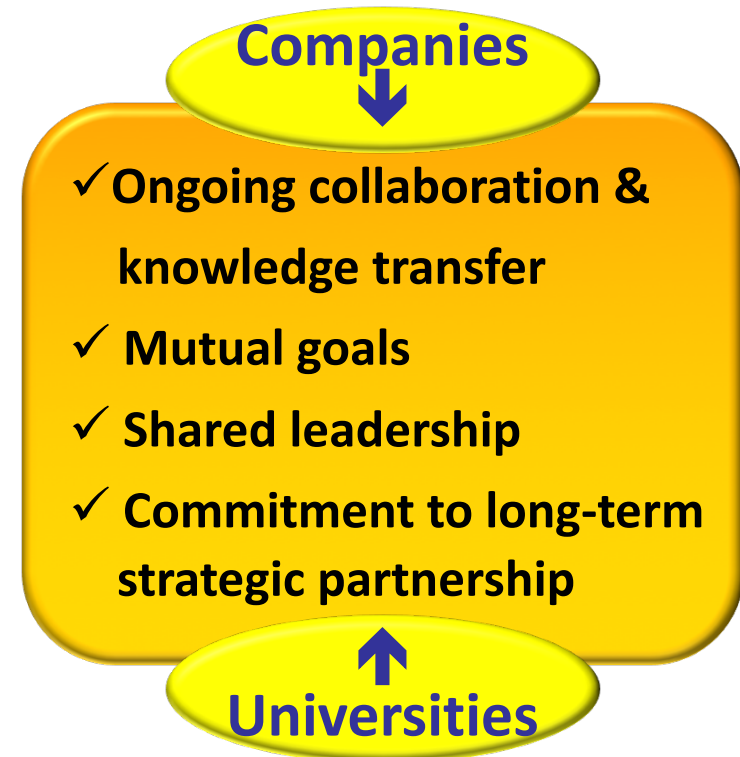 Companies
✓Ongoing collaboration &
knowledge transfer
✓ Mutual goals
✓ Shared leadership
✓ Commitment to long-term
strategic partnership
Universities